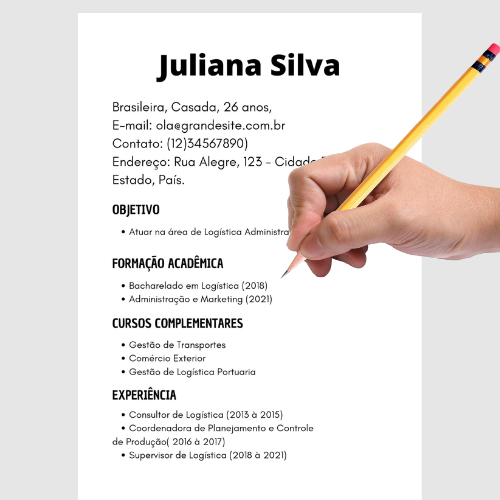 Juliana Silva
Brasileira, Casada, 26 anos,
E-mail: ola@grandesite.com.br
Contato: (12)34567890)
Endereço: Rua Alegre, 123 - Cidade
Estado, País.
OBJETIVO
• Atuar na área de Logística
FORMAÇÃO ACADÊMICA
• Bacharelado em Logística (2018)
• Administração e Marketing (2021)
CURSOS COMPLEMENTARES
• Gestão de Transportes
• Comércio Exterior
• Gestão de Logística Portuaria
EXPERIÊNCIA
• Consultor de Logística (2013 à 2015)
• Coordenadora de Planejamento e Controle
de Produção( 2016 à 2017)
• Supervisor de Logística (2018 à 2021)